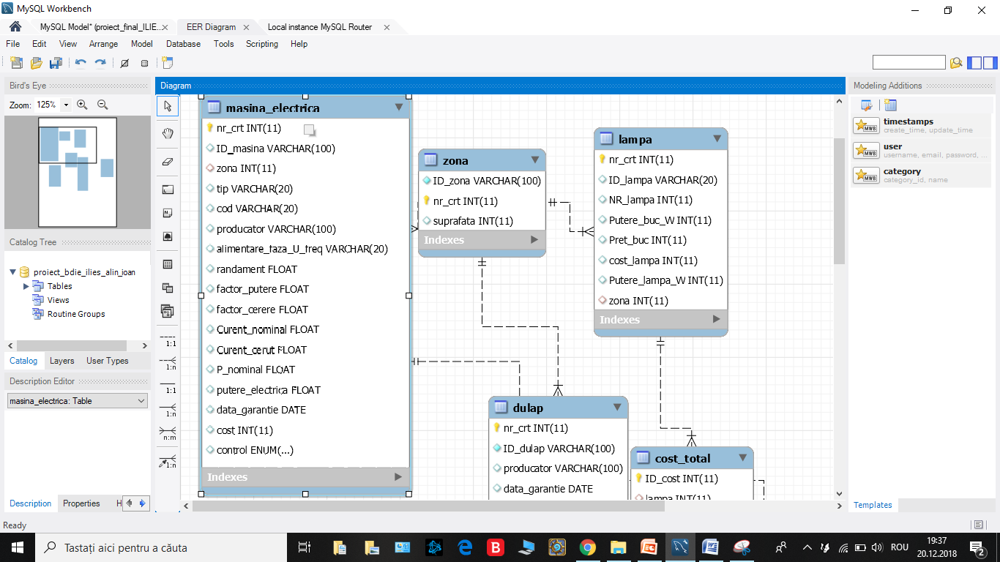 MySQL Workbench
MySQL Model* (proiect_final_ILIE... EER Diagram Local instance MySQL Router
File Edit View Arrange Model Database Tools Scripting Help
Bird's Eye
Zoom: 125%
Catalog Tree
proiect_bdie_ilies_alin_ioan
Tables
Views
Routine Groups
Catalog Layers User Types
Description Editor
masina_electrica: Table
Description Properties H
Ready
1:1
1:n
1:1
1:n
n:m
1:n
Diagram
masina_electrica
nr_crt INT(11)
ID_masina VARCHAR(100)
zona INT(11)
tip VARCHAR(20)
cod VARCHAR(20)
producator VARCHAR(100)
alimentare_faza_U_freq VARCHAR(20)
randament FLOAT
factor_putere FLOAT
factor_cerere FLOAT
Curent_nominal FLOAT
Curent_cerut FLOAT
P_nominal FLOAT
putere_electrica FLOAT
data_garantie DATE
cost INT(11)
control ENUM(...)
Indexes
zona
ID_zona VARCHAR(100)
nr_crt INT(11)
suprafata INT(11)
Indexes
lampa
nr_crt INT(11)
ID_lampa VARCHAR(20)
NR_lampa INT(11)
Putere_buc_W INT(11)
Pret_buc INT(11)
cost_lampa INT(11)
Putere_lampa_W INT(11)
zona INT(11)
Indexes
dulap
nr_crt INT(11)
ID_dulap VARCHAR(100)
producator VARCHAR(100)
data_garantie DATE
cost_total
ID_cost INT(11)
lampa INT(11)
Modeling Additions
timestamps
create_time, update_time
user
username, email, password, ...
category
category_id, name
MWB
MWB
MWB
Templates
Tastați aici pentru a căuta
ROU
19:37
20.12.2018
2